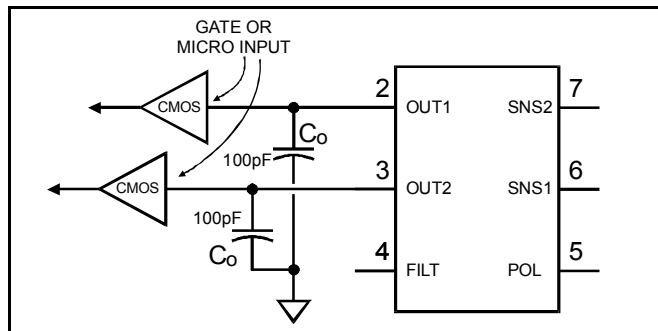 GATE OR
MICRO INPUT
CMOS
2
OUT1
SNS2
7
Co
100pF
CMOS
3
OUT2
SNS1
6
100pF
Co
4
FILT
POL
5